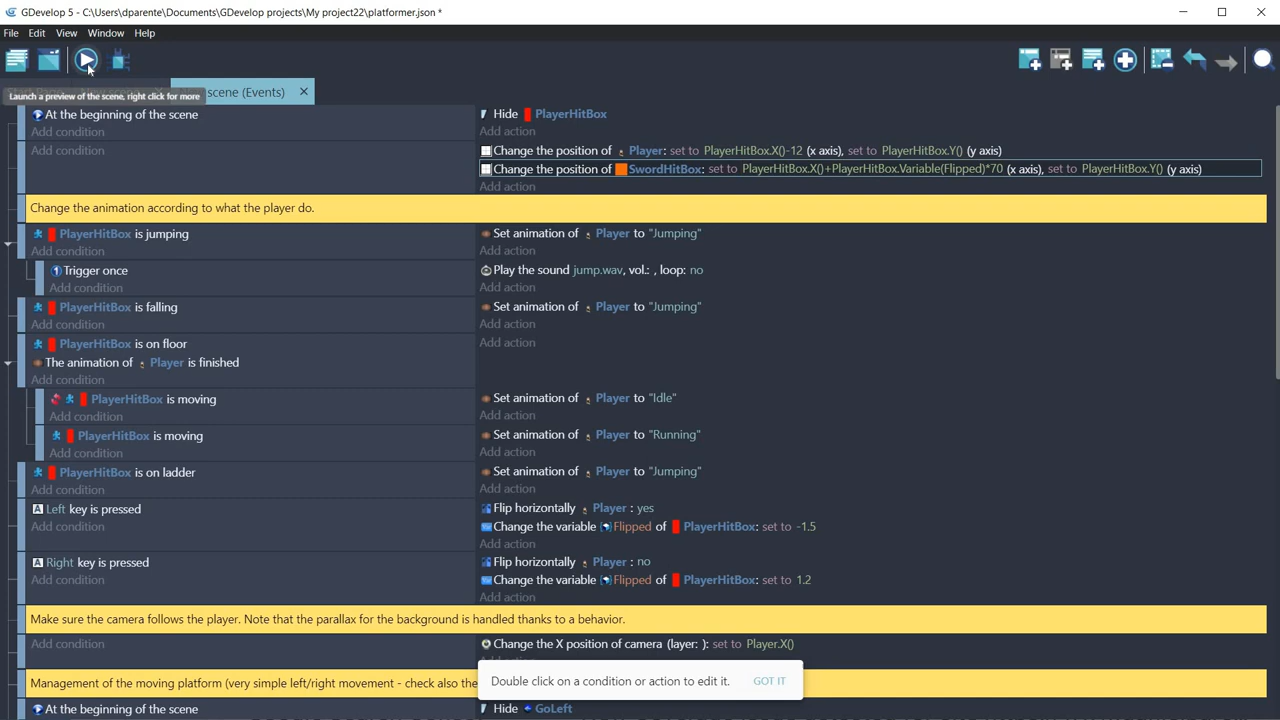 GDevelop 5 - C:\Users\dparente\Documents\GDevelop projects\My project22\platformer.json *
File Edit View Window Help
scene (Events) ×
Launch a preview of the scene, right click for more
At the beginning of the scene
Hide PlayerHitBox
Add condition
Add action
Add condition
Change the position of Player: set to PlayerHitBox.X()-12 (x axis), set to PlayerHitBox.Y() (y axis)
Change the position of SwordHitBox: set to PlayerHitBox.X()+PlayerHitBox.Variable(Flipped)*70 (x axis), set to PlayerHitBox.Y() (y axis)
Add action
Change the animation according to what the player do.
PlayerHitBox is jumping
Set animation of Player to "Jumping"
Add condition
Add action
Trigger once
Play the sound jump.wav, vol.: , loop: no
Add condition
Add action
PlayerHitBox is falling
Set animation of Player to "Jumping"
Add condition
Add action
PlayerHitBox is on floor
Add action
The animation of Player is finished
Add condition
PlayerHitBox is moving
Set animation of Player to "Idle"
Add condition
Add action
PlayerHitBox is moving
Set animation of Player to "Running"
Add condition
Add action
PlayerHitBox is on ladder
Set animation of Player to "Jumping"
Add condition
Add action
Left key is pressed
Flip horizontally Player : yes
Add condition
Change the variable Flipped of PlayerHitBox: set to -1.5
Add action
Right key is pressed
Flip horizontally Player : no
Add condition
Change the variable Flipped of PlayerHitBox: set to 1.2
Add action
Make sure the camera follows the player. Note that the parallax for the background is handled thanks to a behavior.
Add condition
Change the X position of camera (layer: ): set to Player.X()
Double click on a condition or action to edit it. GOT IT
Management of the moving platform (very simple left/right movement - check also the
At the beginning of the scene
Hide GoLeft